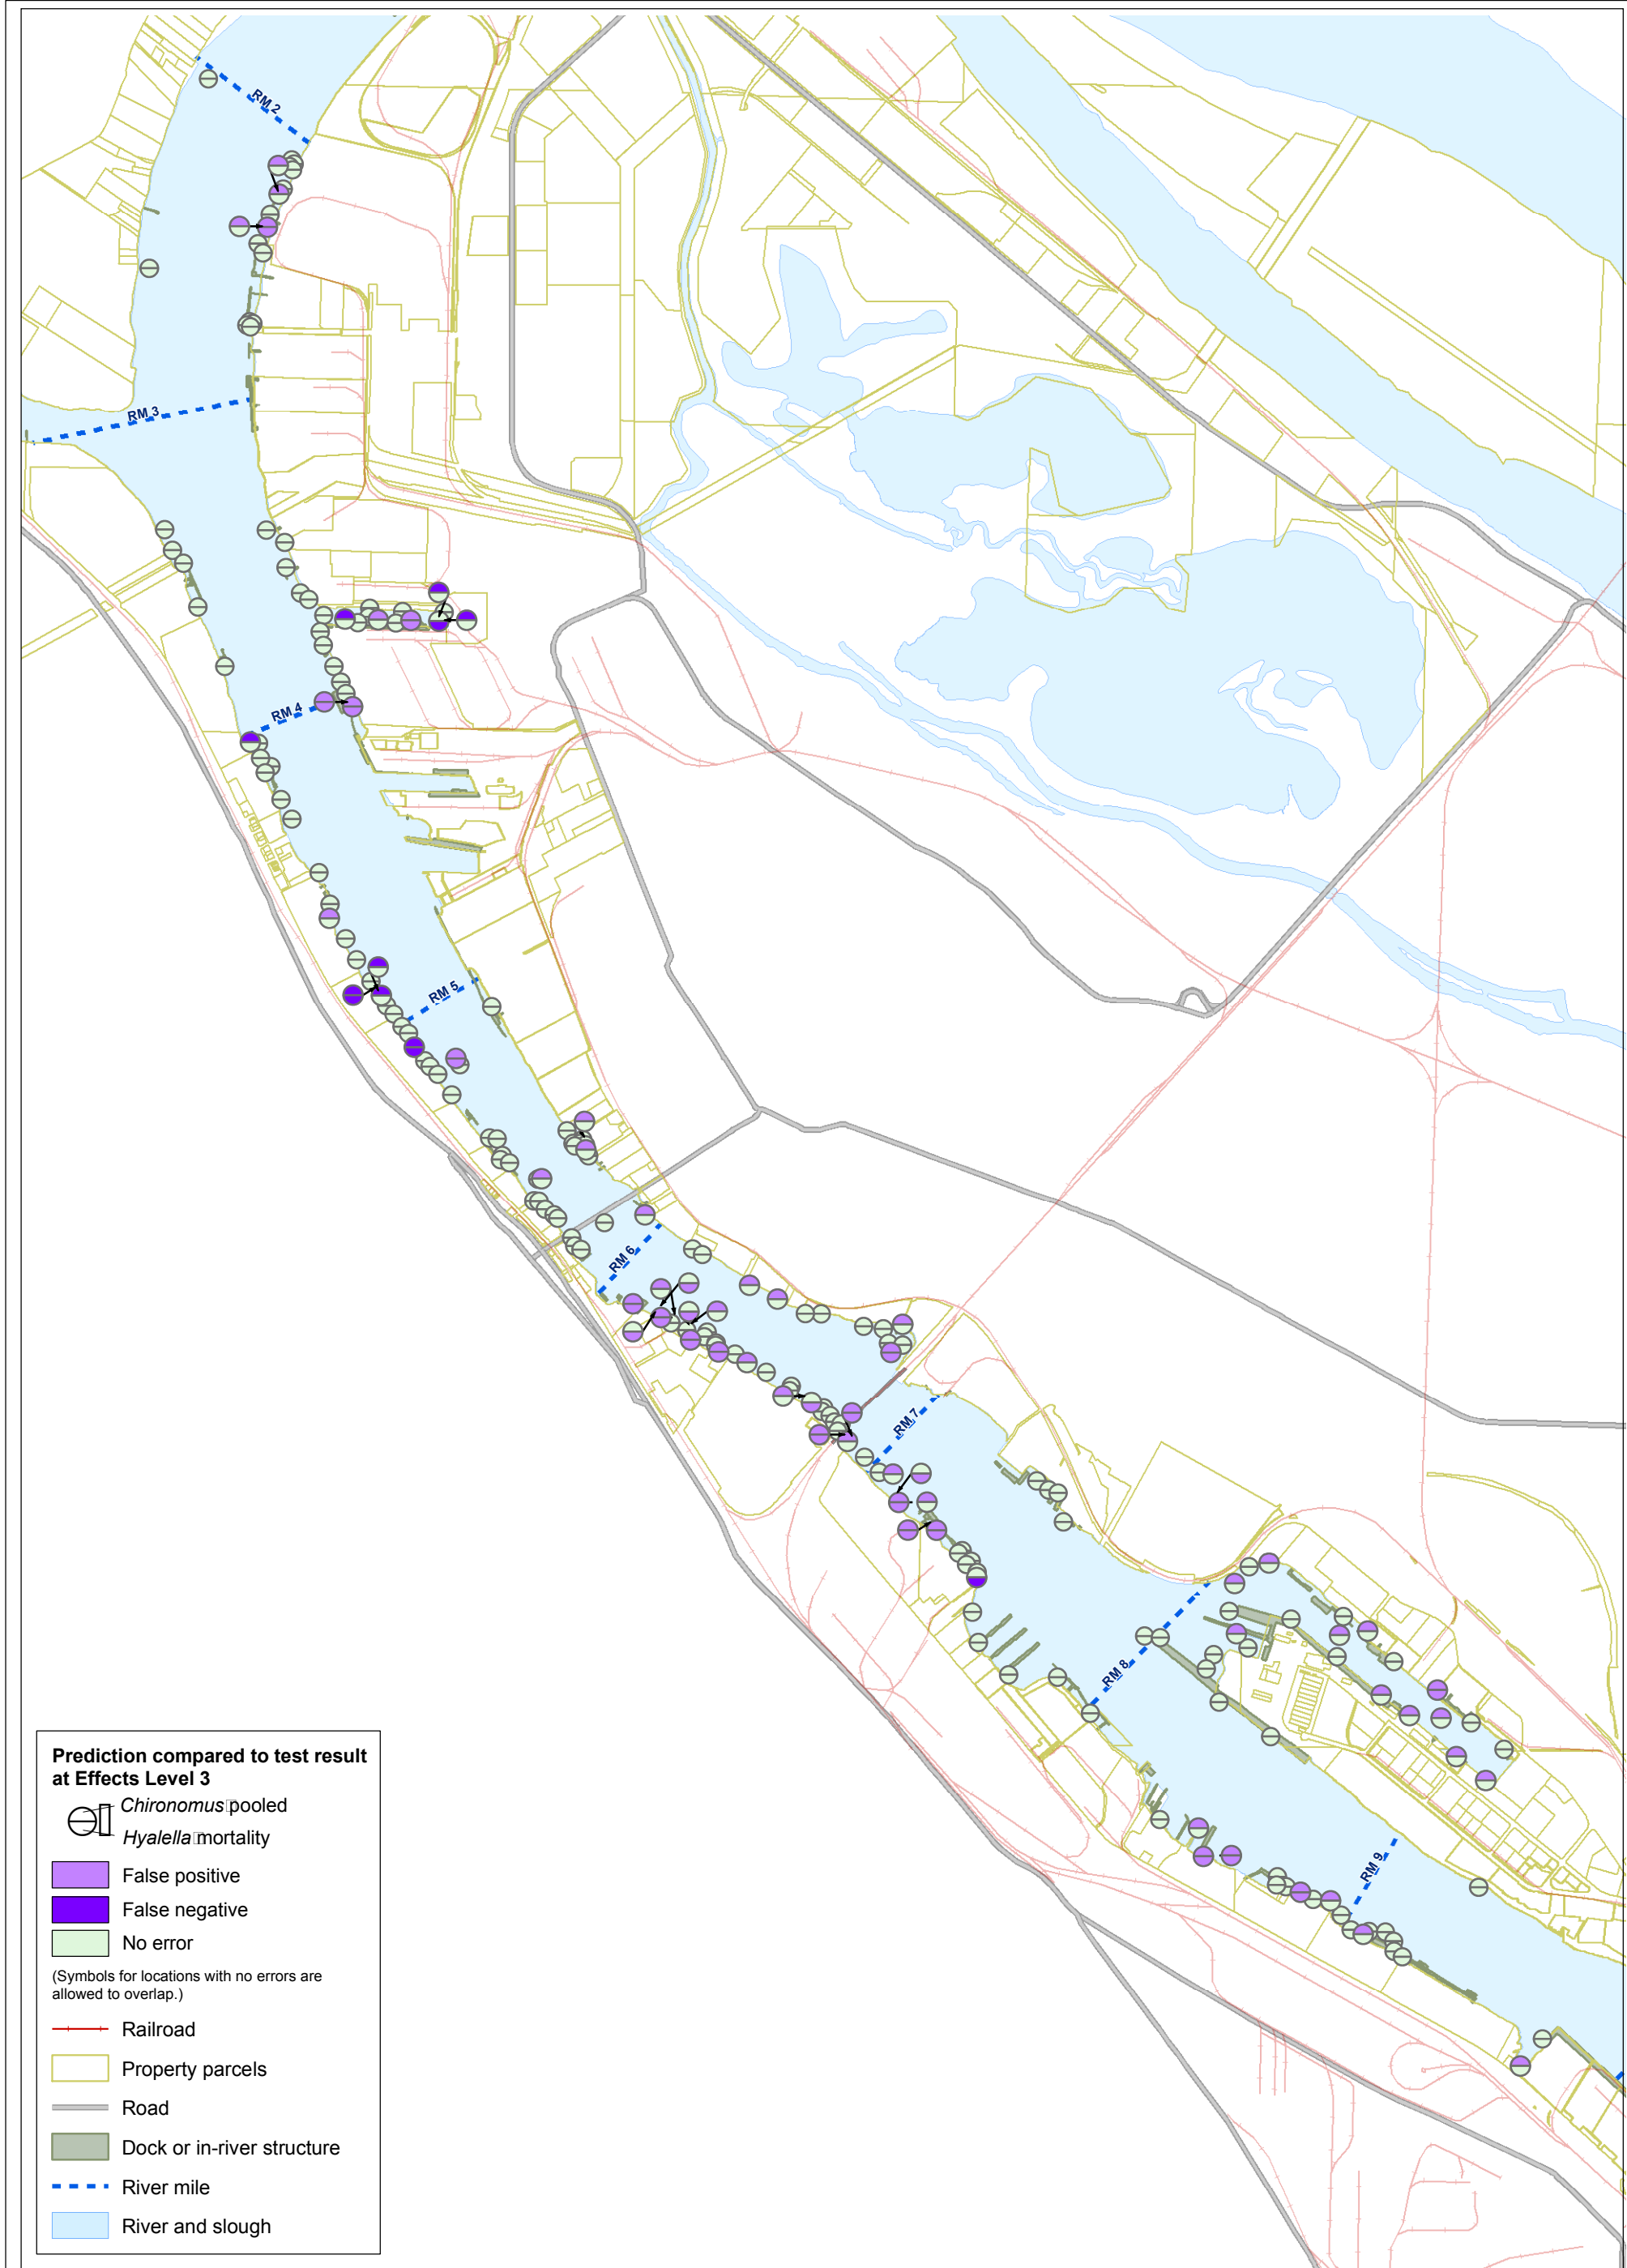 RM 2
RM 3
RM 4
RM 5
RM 6
RM 7
RM 8
RM 9
Prediction compared to test result
at Effects Level 3
Chironomus pooled
Hyalella mortality
False positive
False negative
No error
(Symbols for locations with no errors are
allowed to overlap.)
Railroad
Property parcels
Road
Dock or in-river structure
River mile
River and slough